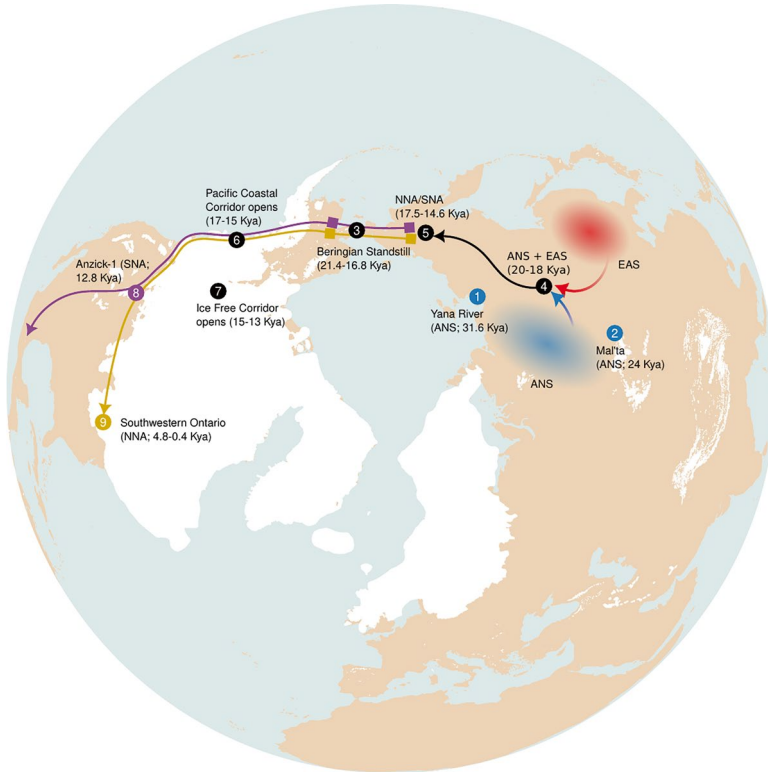 Pacific Coastal
Corridor opens
(17-15 Kya)
6
NNA/SNA
(17.5-14.6 Kya)
5
3
Beringian Standstill
(21.4-16.8 Kya)
ANS + EAS
(20-18 Kya)
4
EAS
Anzick-1 (SNA;
12.8 Kya)
8
7
Ice Free Corridor
opens (15-13 Kya)
1
Yana River
(ANS; 31.6 Kya)
2
Mal'ta
(ANS; 24 Kya)
ANS
9
Southwestern Ontario
(NNA; 4.8-0.4 Kya)